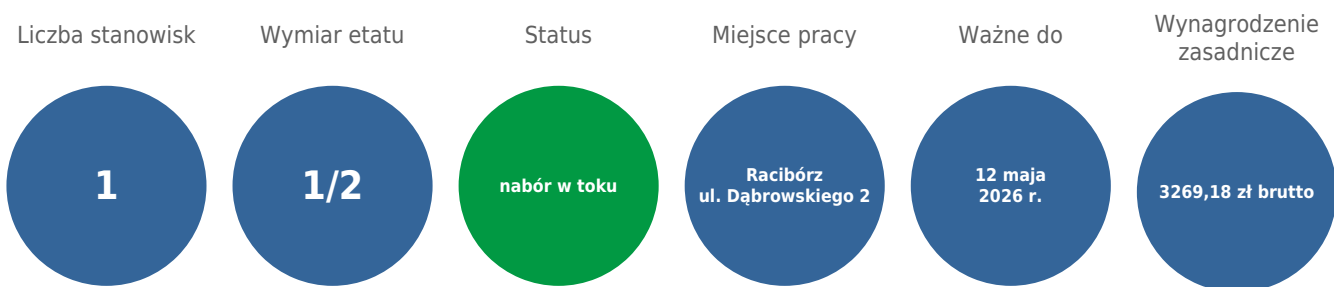 Liczba stanowisk
1
Wymiar etatu
1/2
Status
nabór w toku
Miejsce pracy
Racibórz
ul. Dąbrowskiego 2
Ważne do
12 maja
2026 r.
Wynagrodzenie
zasadnicze
3269,18 zł brutto